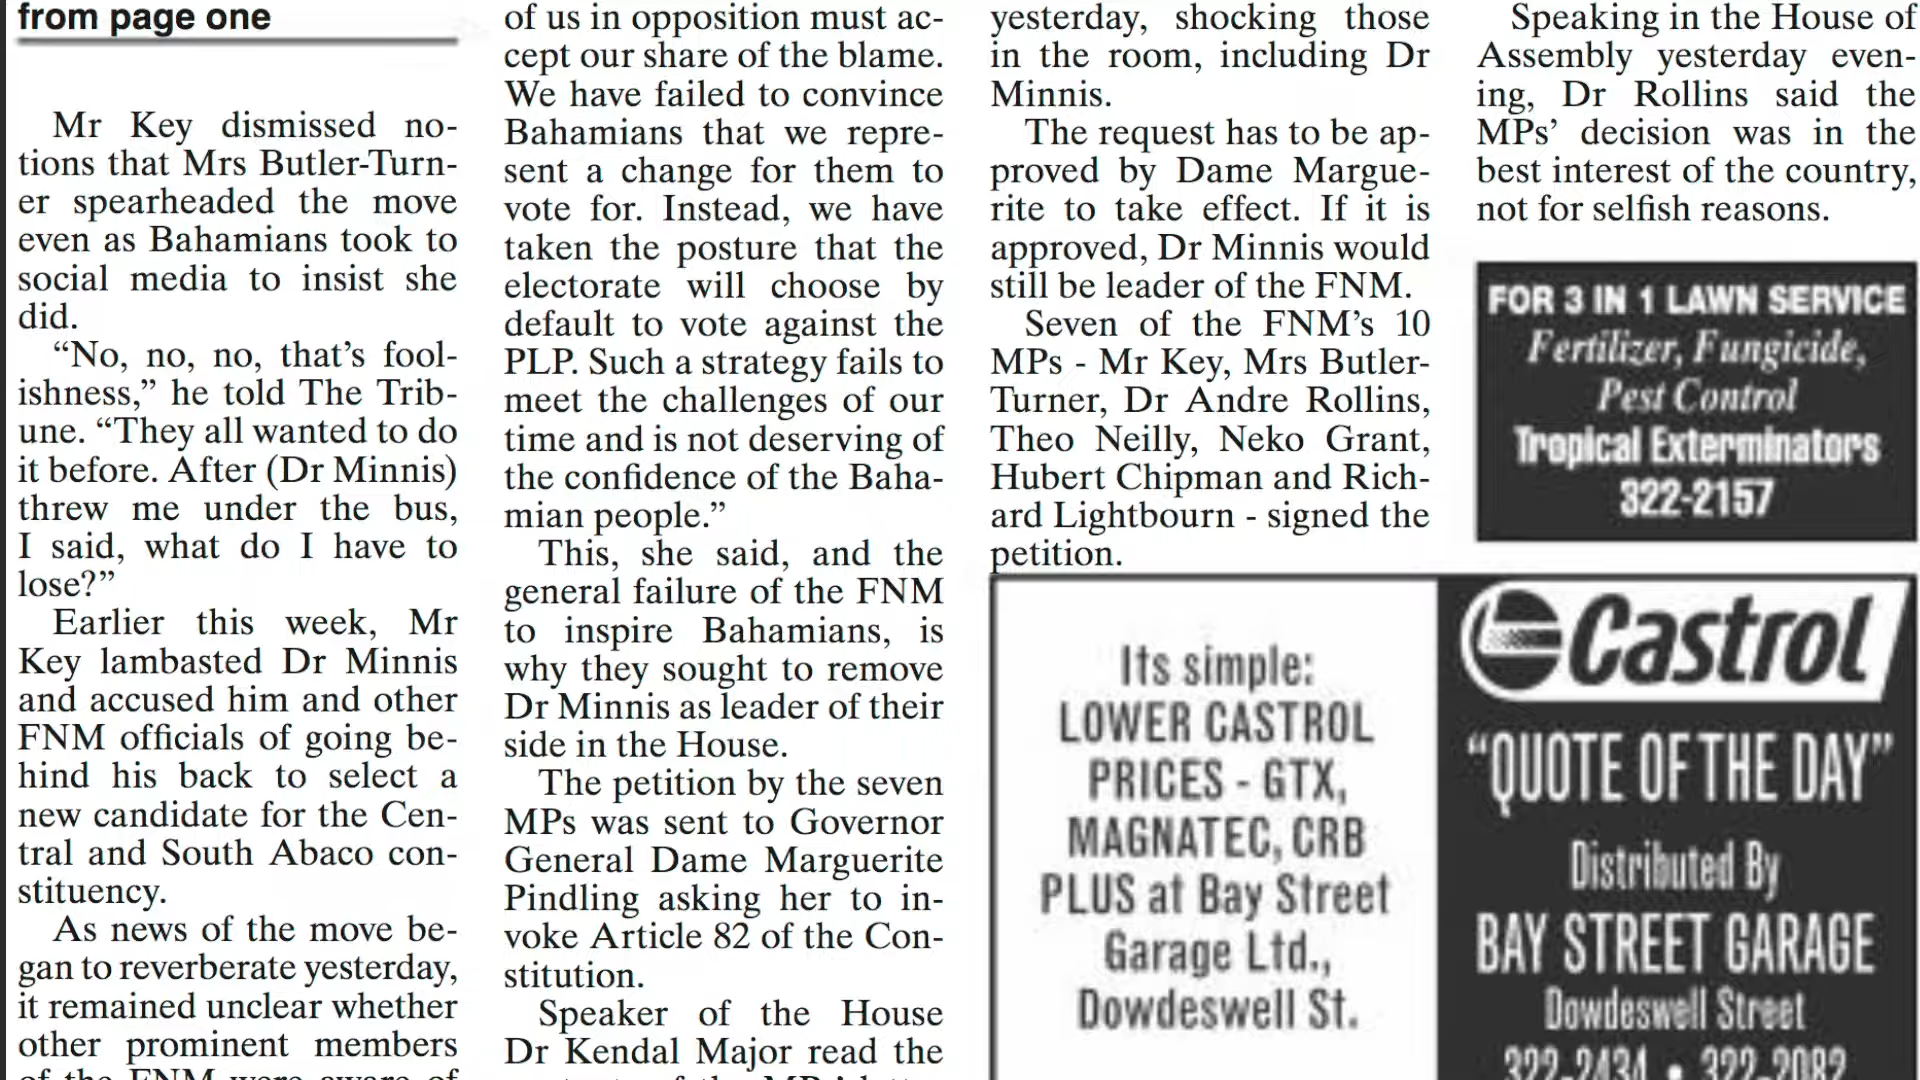 from page one
Mr Key dismissed no-
tions that Mrs Butler-Turn-
er spearheaded the move
even as Bahamians took to
social media to insist she
did.
“No, no, no, that’s fool-
ishness,” he told The Trib-
une. “They all wanted to do
it before. After (Dr Minnis)
threw me under the bus,
I said, what do I have to
lose?”
Earlier this week, Mr
Key lambasted Dr Minnis
and accused him and other
FNM officials of going be-
hind his back to select a
new candidate for the Cen-
tral and South Abaco con-
stituency.
As news of the move be-
gan to reverberate yesterday,
it remained unclear whether
other prominent members
of the FNM were aware of
of us in opposition must ac-
cept our share of the blame.
We have failed to convince
Bahamians that we repre-
sent a change for them to
vote for. Instead, we have
taken the posture that the
electorate will choose by
default to vote against the
PLP. Such a strategy fails to
meet the challenges of our
time and is not deserving of
the confidence of the Baha-
mian people.”
This, she said, and the
general failure of the FNM
to inspire Bahamians, is
why they sought to remove
Dr Minnis as leader of their
side in the House.
The petition by the seven
MPs was sent to Governor
General Dame Marguerite
Pindling asking her to in-
voke Article 82 of the Con-
stitution.
Speaker of the House
Dr Kendal Major read the
yesterday, shocking those
in the room, including Dr
Minnis.
The request has to be ap-
proved by Dame Margue-
rite to take effect. If it is
approved, Dr Minnis would
still be leader of the FNM.
Seven of the FNM’s 10
MPs - Mr Key, Mrs Butler-
Turner, Dr Andre Rollins,
Theo Neilly, Neko Grant,
Hubert Chipman and Rich-
ard Lightbourn - signed the
petition.
Speaking in the House of
Assembly yesterday even-
ing, Dr Rollins said the
MPs’ decision was in the
best interest of the country,
not for selfish reasons.
FOR 3 IN 1 LAWN SERVICE
Fertilizer, Fungicide,
Pest Control
Tropical Exterminators
322-2157
Its simple:
LOWER CASTROL
PRICES - GTX,
MAGNATEC, CRB
PLUS at Bay Street
Garage Ltd.,
Dowdeswell St.
Castrol
“QUOTE OF THE DAY”
Distributed By
BAY STREET GARAGE
Dowdeswell Street
322-2434 • 322-2082